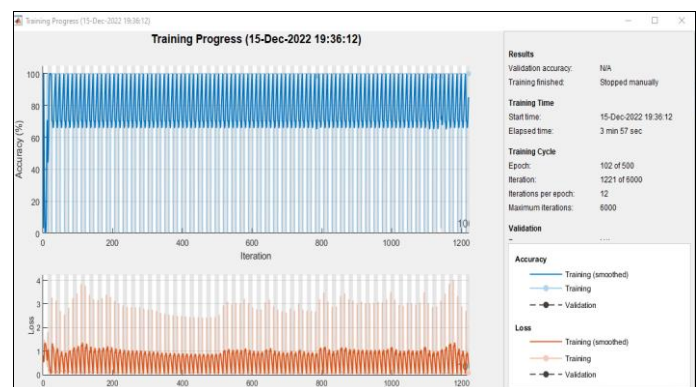 Training Progress (15-Dec-2022 19:36:12)
Training Progress (15-Dec-2022 19:36:12)
Accuracy (%)
100
80
60
40
20
0
0 200 400 600 800 1000 1200
Iteration
Loss
4
3
2
1
0
0 200 400 600 800 1000 1200
Results
Validation accuracy: N/A
Training finished: Stopped manually
Training Time
Start time: 15-Dec-2022 19:36:12
Elapsed time: 3 min 57 sec
Training Cycle
Epoch: 102 of 500
Iteration: 1221 of 6000
Iterations per epoch: 12
Maximum iterations: 6000
Validation
Accuracy
Training (smoothed)
Training
Validation
Loss
Training (smoothed)
Training
Validation